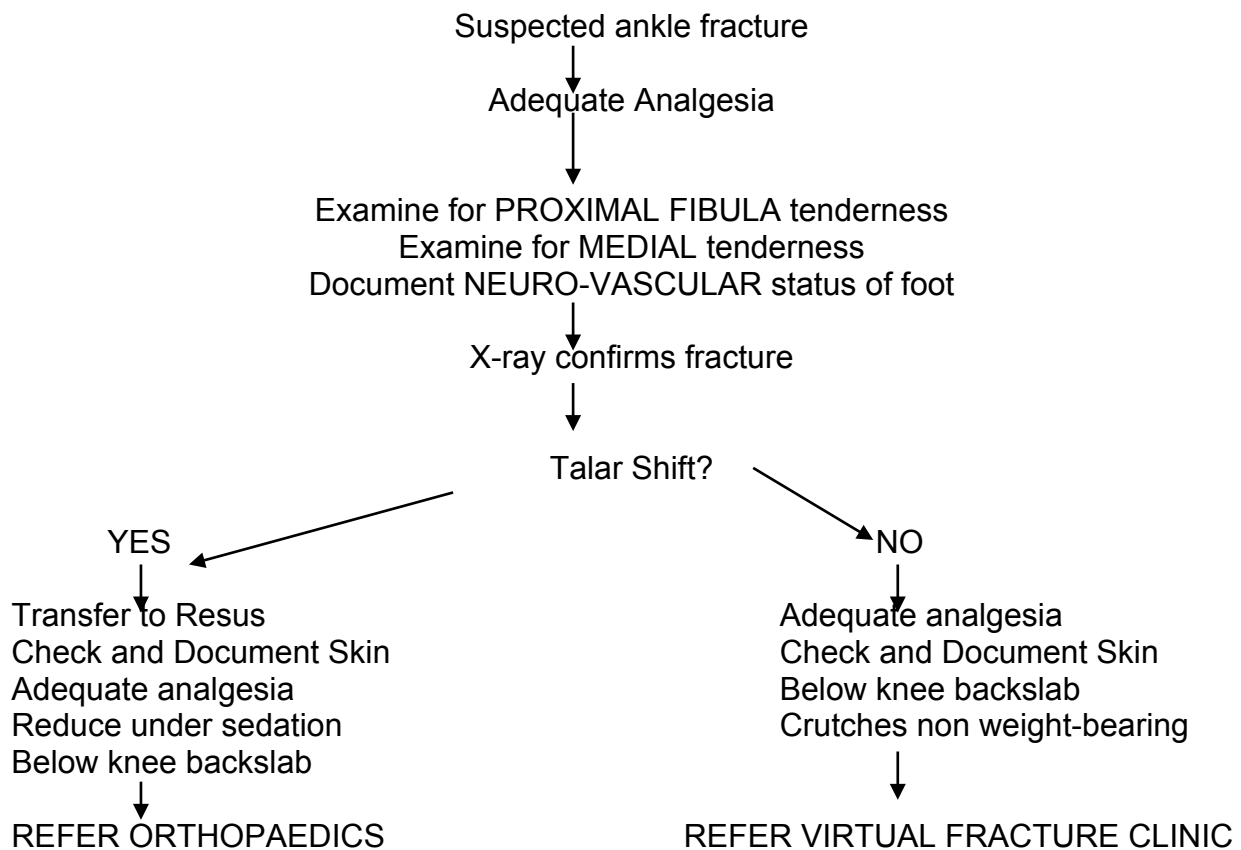 Suspected ankle fracture
Adequate Analgesia
Examine for PROXIMAL FIBULA tenderness
Examine for MEDIAL tenderness
Document NEURO-VASCULAR status of foot
X-ray confirms fracture
Talar Shift?
YES
Transfer to Resus
Check and Document Skin
Adequate analgesia
Reduce under sedation
Below knee backslab
REFER ORTHOPAEDICS
NO
Adequate analgesia
Check and Document Skin
Below knee backslab
Crutches non weight-bearing
REFER VIRTUAL FRACTURE CLINIC